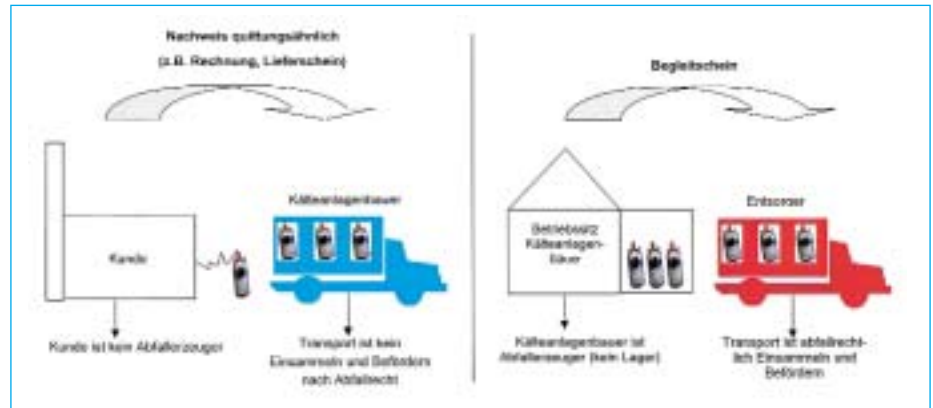 Nachweis quittungsähnlich
(z.B. Rechnung, Lieferschein)
Kälteanlagenbauer
Kunde
Kunde ist kein Abfallerzeuger
Transport ist kein
Einsammeln und Befördern
nach Abfallrecht
Begleitschein
Betriebssitz
Kälteanlagen-
bauer
Entsorger
Kälteanlagenbauer ist
Abfallerzeuger (kein Lager)
Transport ist abfallrecht-
lich Einsammeln und
Befördern